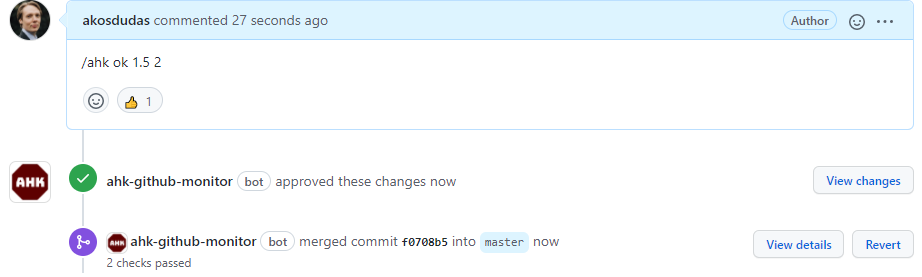 akosdudas commented 27 seconds ago Author
/ahk ok 1.5 2
1
AHK
ahk-github-monitor bot approved these changes now View changes
AHK ahk-github-monitor bot merged commit f0708b5 into master now View details Revert
2 checks passed